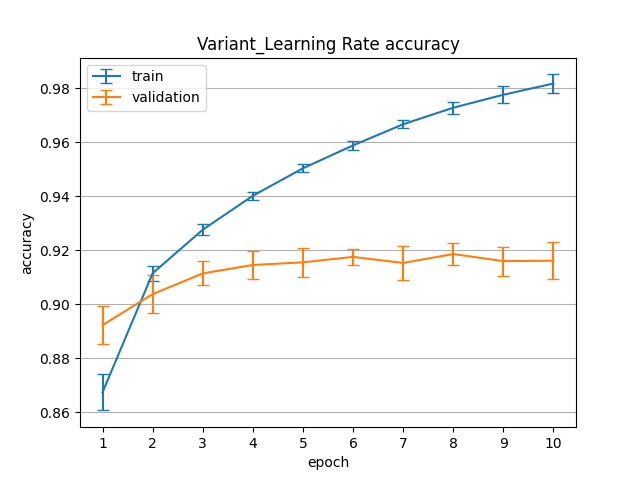 Variant_Learning Rate accuracy
train
validation
0.98
0.96
0.94
0.92
0.90
0.88
0.86
accuracy
1 2 3 4 5 6 7 8 9 10
epoch